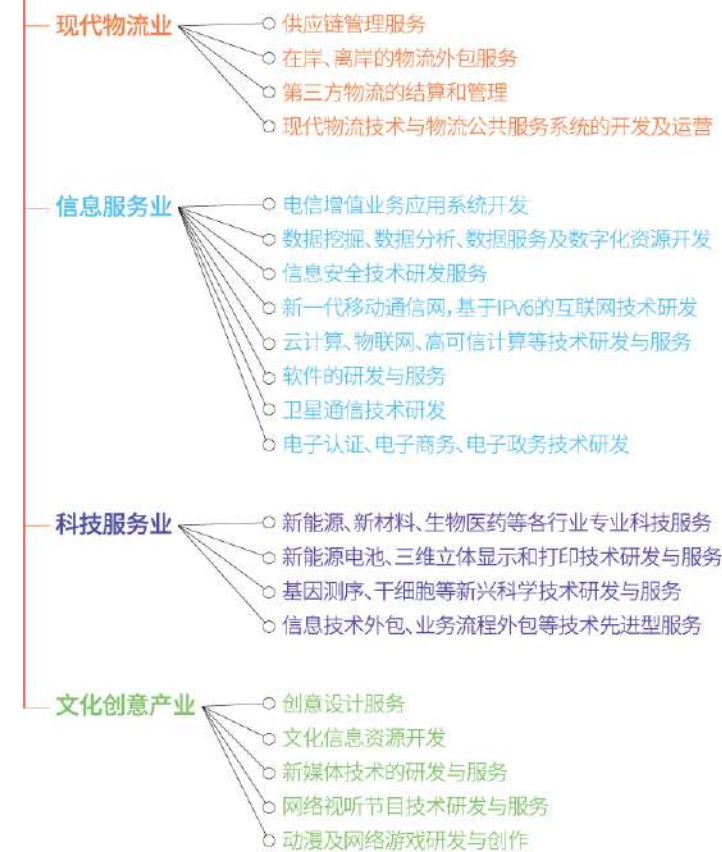 现代物流业
供应链管理服务
在岸、离岸的物流外包服务
第三方物流的结算和管理
现代物流技术与物流公共服务系统的开发及运营
信息服务业
电信增值业务应用系统开发
数据挖掘、数据分析、数据服务及数字化资源开发
信息安全技术研发服务
新一代移动通信网，基于IPv6的互联网技术研发
云计算、物联网、高可信计算等技术研发与服务
软件的研发与服务
卫星通信技术研发
电子认证、电子商务、电子政务技术研发
科技服务业
新能源、新材料、生物医药等各行业专业科技服务
新能源电池、三维立体显示和打印技术研发与服务
基因测序、干细胞等新兴科学技术研发与服务
信息技术外包、业务流程外包等技术先进型服务
文化创意产业
创意设计服务
文化信息资源开发
新媒体技术的研发与服务
网络视听节目技术研发与服务
动漫及网络游戏研发与创作